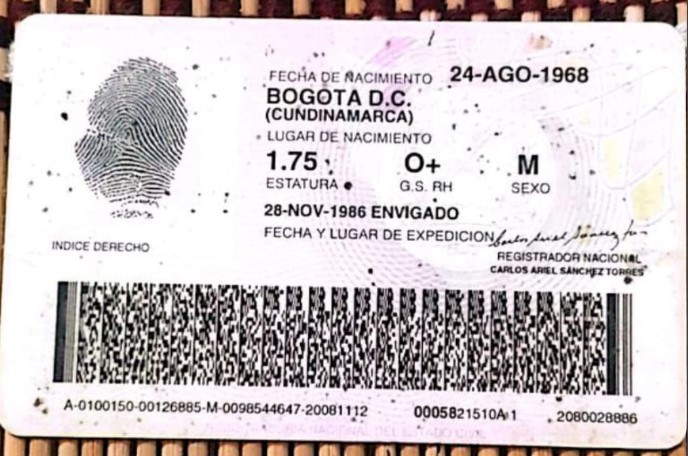 FECHA DE NACIMIENTO 24-AGO-1968
BOGOTA D.C.
(CUNDINAMARCA)
LUGAR DE NACIMIENTO
1.75 O+ M
ESTATURA G.S. RH SEXO
28-NOV-1986 ENVIGADO
FECHA Y LUGAR DE EXPEDICION
INDICE DERECHO
REGISTRADOR NACIONAL
CARLOS ARIEL SÁNCHEZ TORRES
A-0100150-00126885-M-0098544647-20081112 0005821510A 1 2080028886